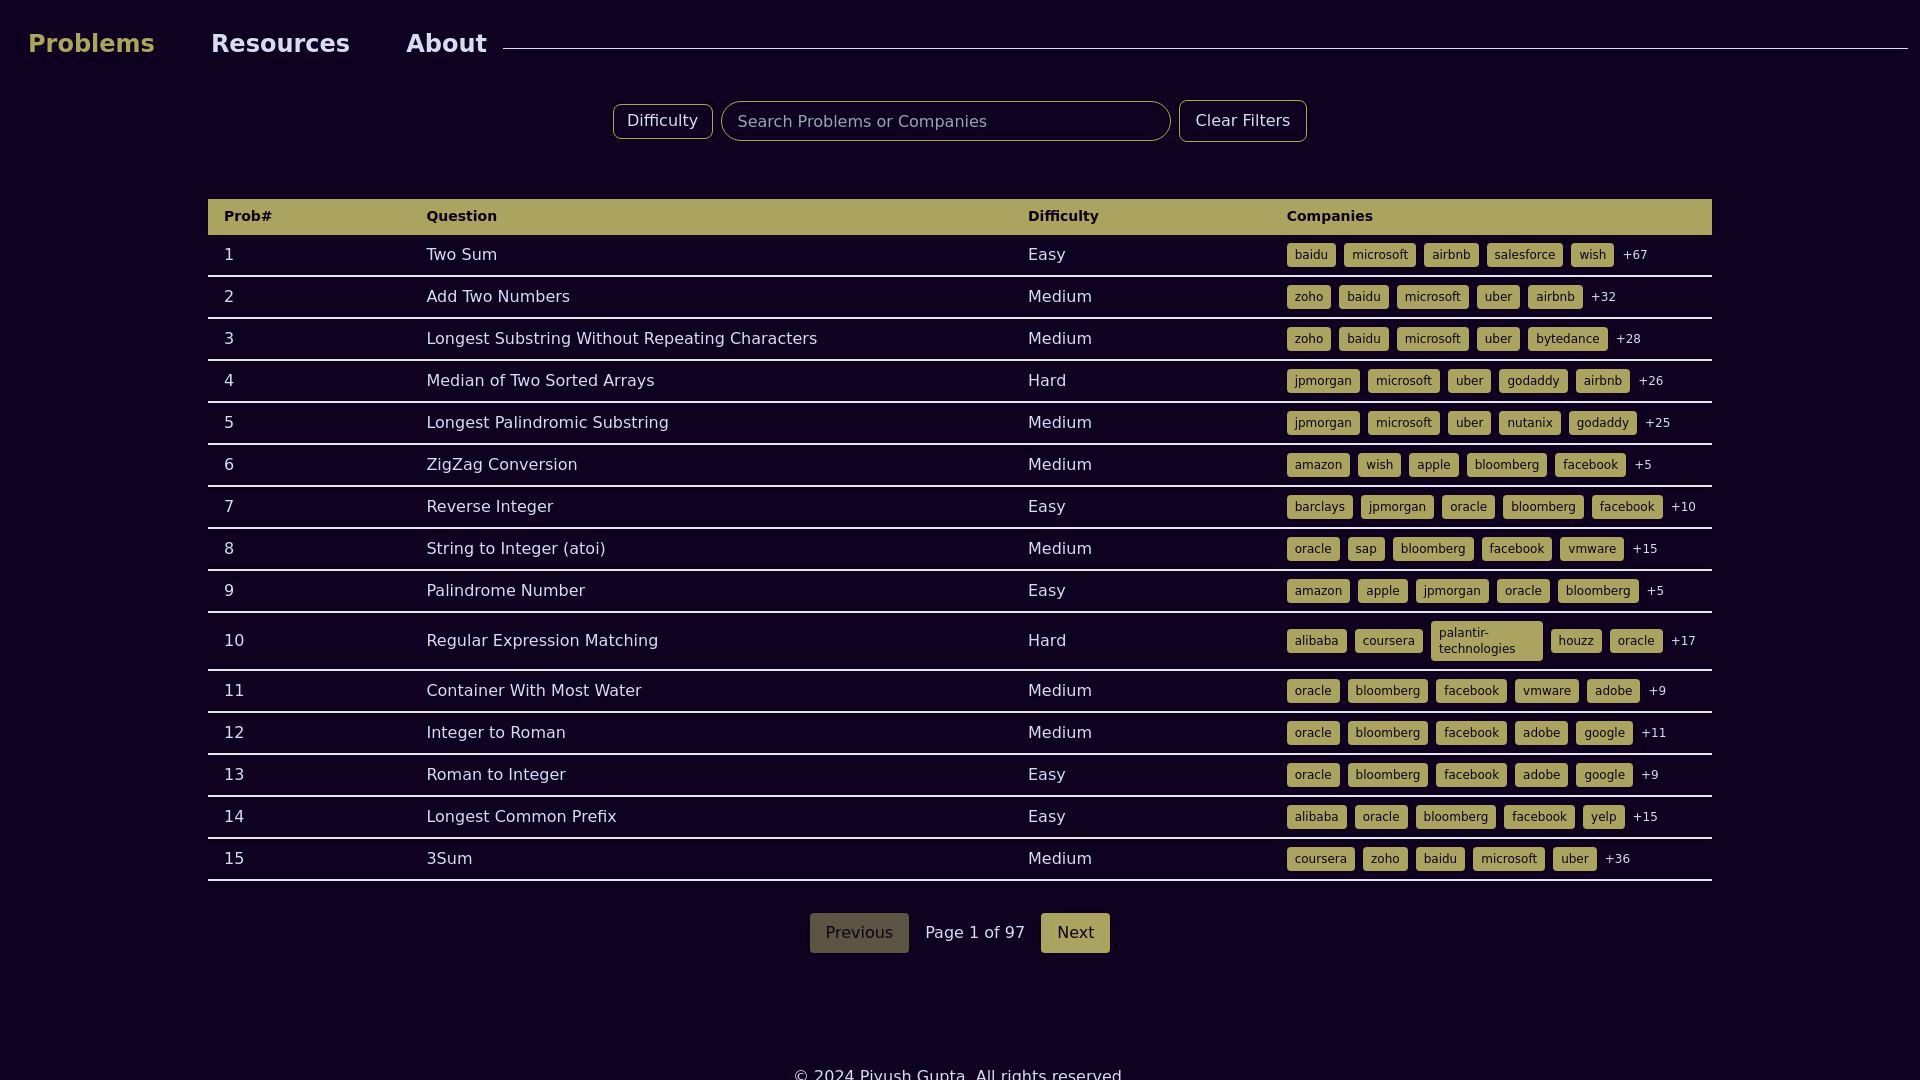 Problems Resources About
Difficulty Search Problems or Companies Clear Filters
Prob# Question Difficulty Companies
1 Two Sum Easy baidu microsoft airbnb salesforce wish +67
2 Add Two Numbers Medium zoho baidu microsoft uber airbnb +32
3 Longest Substring Without Repeating Characters Medium zoho baidu microsoft uber bytedance +28
4 Median of Two Sorted Arrays Hard jpmorgan microsoft uber godaddy airbnb +26
5 Longest Palindromic Substring Medium jpmorgan microsoft uber nutanix godaddy +25
6 ZigZag Conversion Medium amazon wish apple bloomberg facebook +5
7 Reverse Integer Easy barclays jpmorgan oracle bloomberg facebook +10
8 String to Integer (atoi) Medium oracle sap bloomberg facebook vmware +15
9 Palindrome Number Easy amazon apple jpmorgan oracle bloomberg +5
10 Regular Expression Matching Hard alibaba coursera palantir-technologies houzz oracle +17
11 Container With Most Water Medium oracle bloomberg facebook vmware adobe +9
12 Integer to Roman Medium oracle bloomberg facebook adobe google +11
13 Roman to Integer Easy oracle bloomberg facebook adobe google +9
14 Longest Common Prefix Easy alibaba oracle bloomberg facebook yelp +15
15 3Sum Medium coursera zoho baidu microsoft uber +36
Previous Page 1 of 97 Next
© 2024 Piyush Gupta. All rights reserved